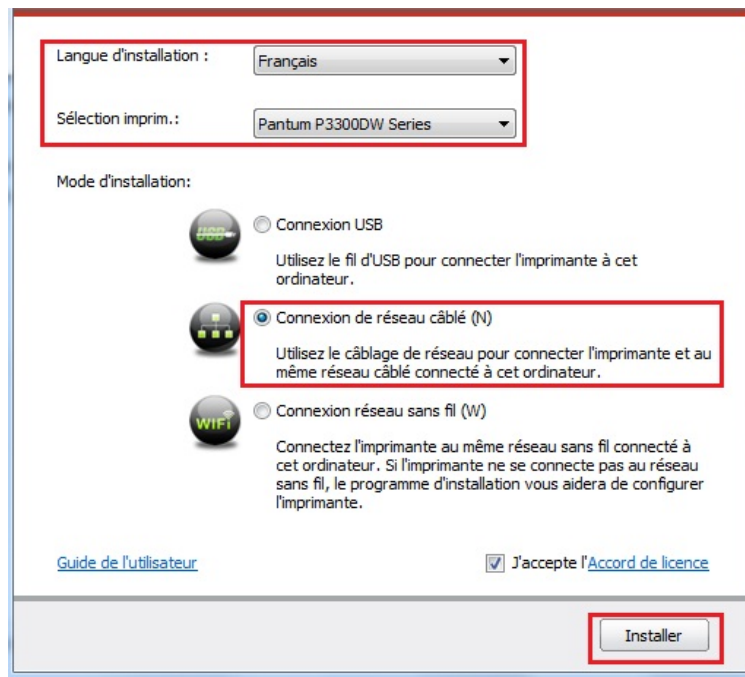 Langue d'installation :
Français
Sélection imprim.:
Pantum P3300DW Series
Mode d'installation:
USB
Connexion USB
Utilisez le fil d'USB pour connecter l'imprimante à cet
ordinateur.
Connexion de réseau câblé (N)
Utilisez le câblage de réseau pour connecter l'imprimante et au
même réseau câblé connecté à cet ordinateur.
WiFi
Connexion réseau sans fil (W)
Connectez l'imprimante au même réseau sans fil connecté à
cet ordinateur. Si l'imprimante ne se connecte pas au réseau
sans fil, le programme d'installation vous aidera de configurer
l'imprimante.
Guide de l'utilisateur
J'accepte l'Accord de licence
Installer